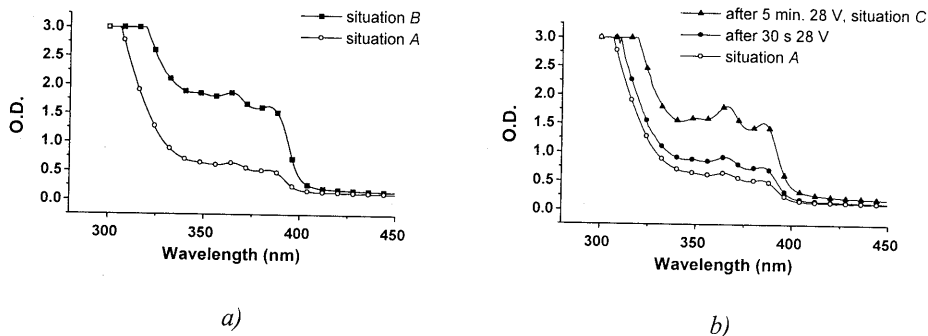 situation B
situation A
3.0
2.5
2.0
1.5
1.0
0.5
0.0
O.D.
300
350
400
450
Wavelength (nm)
a)
after 5 min. 28 V, situation C
after 30 s 28 V
situation A
3.0
2.5
2.0
1.5
1.0
0.5
0.0
O.D.
300
350
400
450
Wavelength (nm)
b)